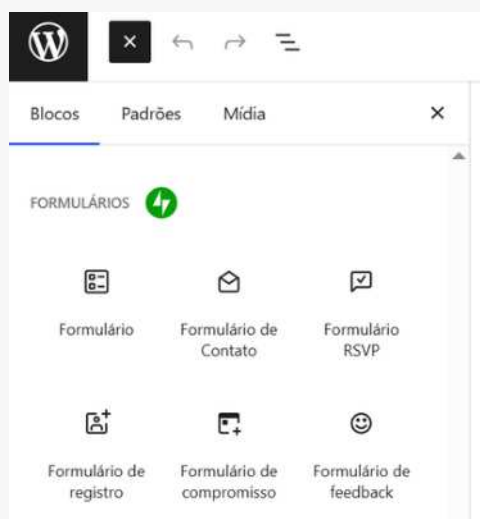 Blocos Padrões Mídia
FORMULÁRIOS
Formulário Formulário de Formulário
Contato RSVP
Formulário de Formulário de Formulário de
registro compromisso feedback